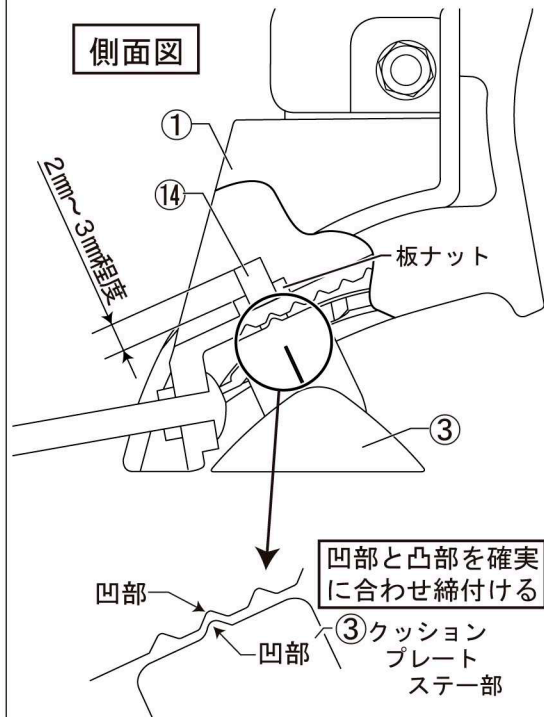 側面図
①
⑭
2㎜～3㎜程度
板ナット
③
凹部と凸部を確実
に合わせ締付ける
凹部
凹部
③クッション
プレート
ステー部